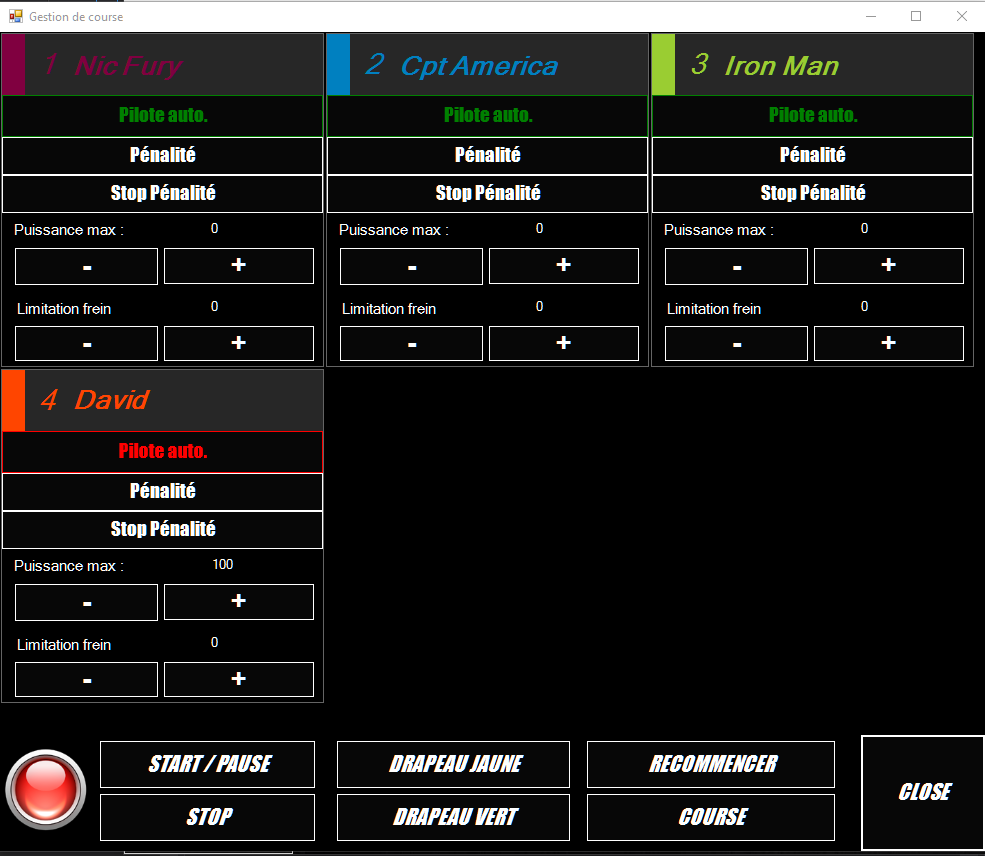 Gestion de course
1 Nic Fury
Pilote auto.
Pénalité
Stop Pénalité
Puissance max : 0
- +
Limitation frein 0
- +
2 Cpt America
Pilote auto.
Pénalité
Stop Pénalité
Puissance max : 0
- +
Limitation frein 0
- +
3 Iron Man
Pilote auto.
Pénalité
Stop Pénalité
Puissance max : 0
- +
Limitation frein 0
- +
4 David
Pilote auto.
Pénalité
Stop Pénalité
Puissance max : 100
- +
Limitation frein 0
- +
START / PAUSE DRAPEAU JAUNE RECOMMENCER
CLOSE
STOP DRAPEAU VERT COURSE